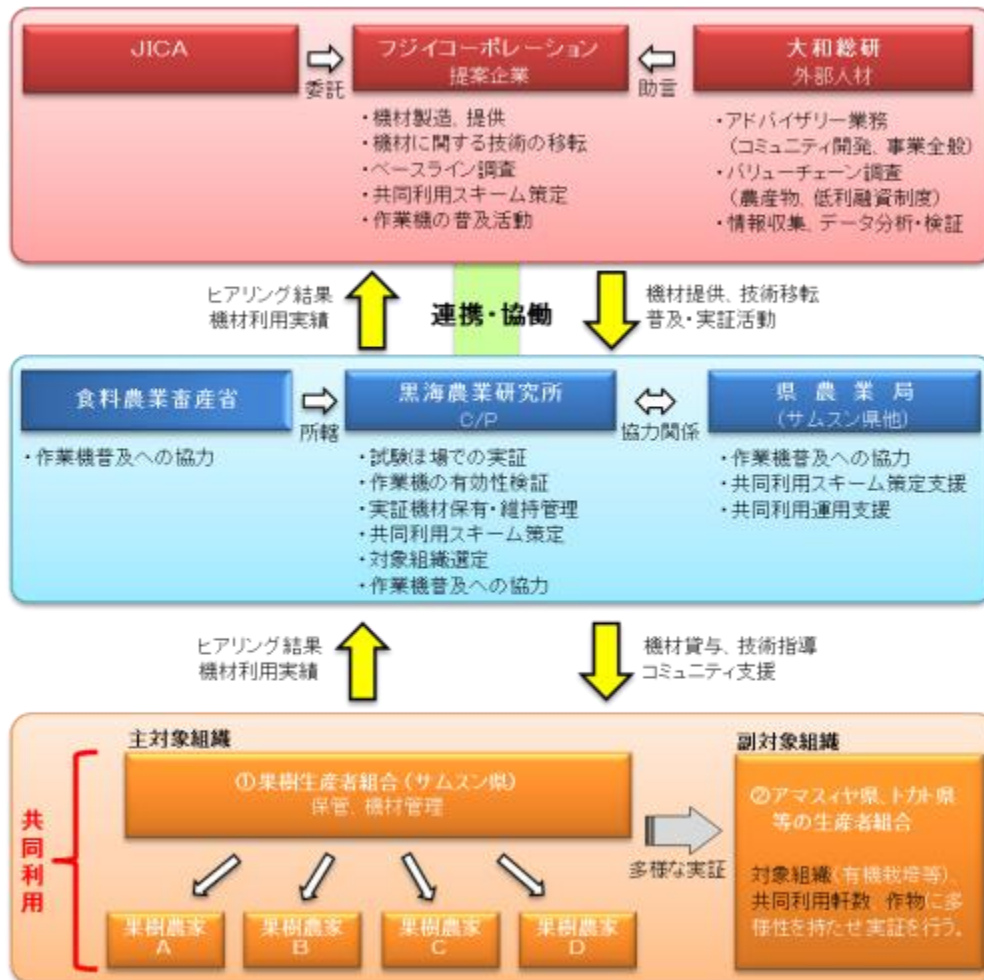 JICA
委託
フジイコーポレーション
提案企業
助言
大和総研
外部人材
・機材製造、提供
・機材に関する技術の移転
・ベースライン調査
・共同利用スキーム策定
・作業機の普及活動
・アドバイザリー業務
(コミュニティ開発、事業全般)
・バリューチェーン調査
(農産物、低利融資制度)
・情報収集、データ分析・検証
ヒアリング結果
機材利用実績
連携・協働
機材提供、技術移転
普及・実証活動
食料農業畜産省
所轄
黒海農業研究所
C/P
協力関係
県農業局
(サムスン県他)
・作業機普及への協力
・試験ほ場での実証
・作業機の有効性検証
・実証機材保有・維持管理
・共同利用スキーム策定
・対象組織選定
・作業機普及への協力
・作業機普及への協力
・共同利用スキーム策定支援
・共同利用運用支援
ヒアリング結果
機材利用実績
機材貸与、技術指導
コミュニティ支援
共同利用
主対象組織
①果樹生産者組合(サムスン県)
保管、機材管理
果樹農家
A
果樹農家
B
果樹農家
C
果樹農家
D
多様な実証
副対象組織
②アマスィヤ県、トカト県
等の生産者組合
対象組織(有機栽培等)、
共同利用軒数 作物に多
様性を持たせ実証を行う。